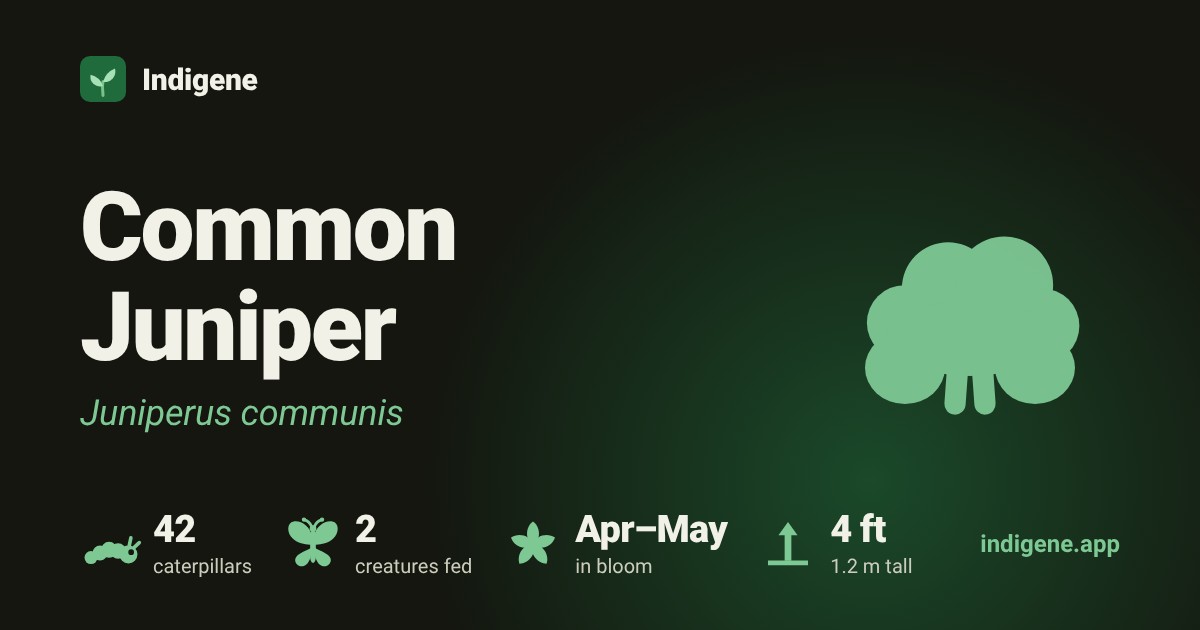 Indigene
Common
Juniper
Juniperus communis
42
caterpillars
2
creatures fed
Apr–May
in bloom
4 ft
1.2 m tall
indigene.app